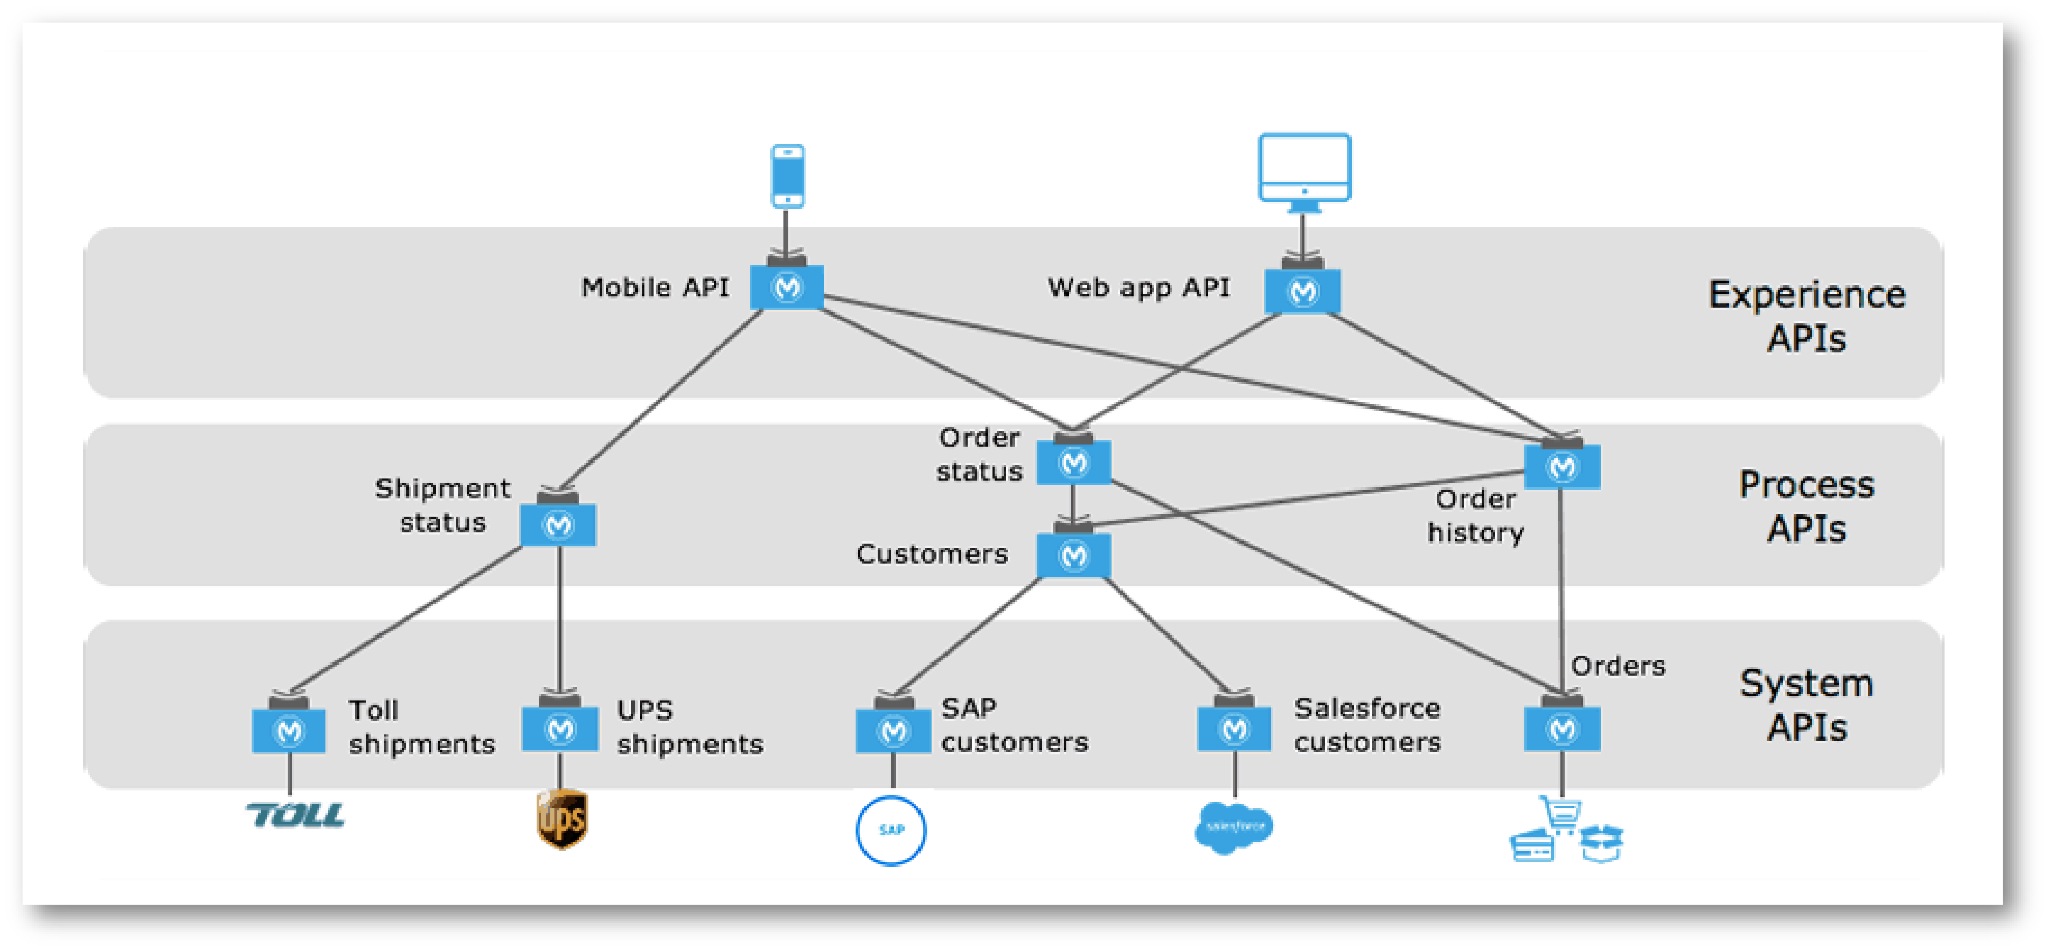 Mobile API
Web app API
Experience
APIs
Order
status
Shipment
status
Order
history
Process
APIs
Customers
Orders
Toll
shipments
UPS
shipments
SAP
customers
Salesforce
customers
System
APIs
TOLL
ups
SAP
salesforce